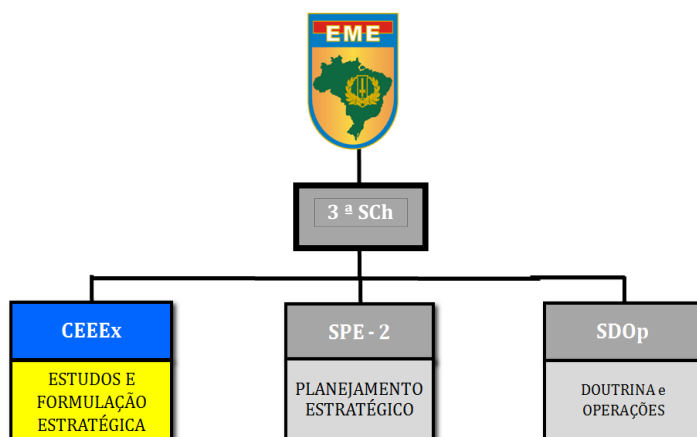 EME
3 ª SCh
CEEEx
ESTUDOS E
FORMULAÇÃO
ESTRATÉGICA
SPE - 2
PLANEJAMENTO
ESTRATÉGICO
SDOp
DOUTRINA e
OPERAÇÕES